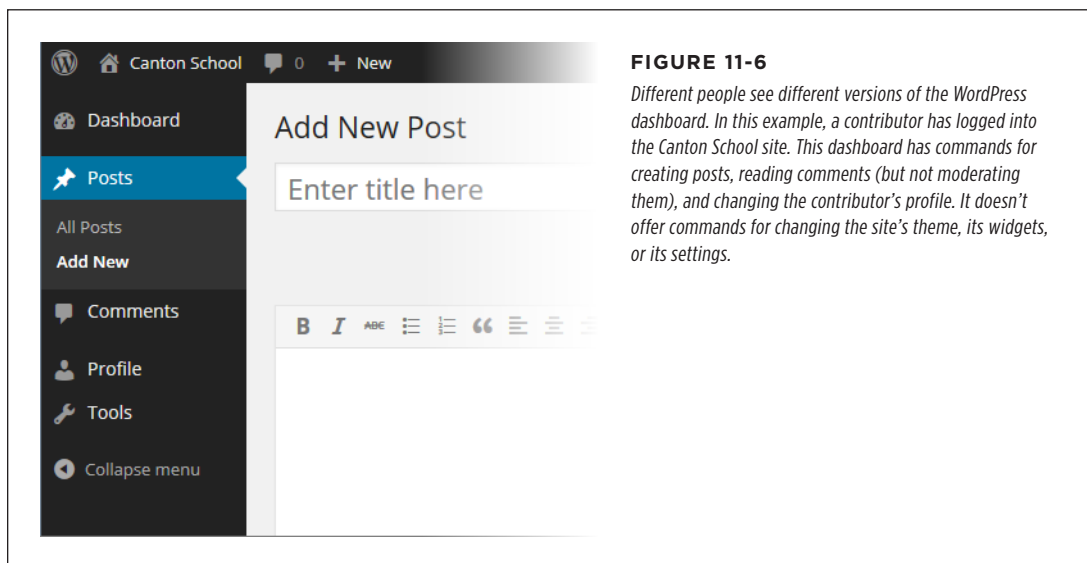 Canton School 0 + New
Dashboard
Posts
All Posts
Add New
Comments
Profile
Tools
Collapse menu
Add New Post
Enter title here
B I ABE
FIGURE 11-6
Different people see different versions of the WordPress
dashboard. In this example, a contributor has logged into
the Canton School site. This dashboard has commands for
creating posts, reading comments (but not moderating
them), and changing the contributor’s profile. It doesn’t
offer commands for changing the site’s theme, its widgets,
or its settings.